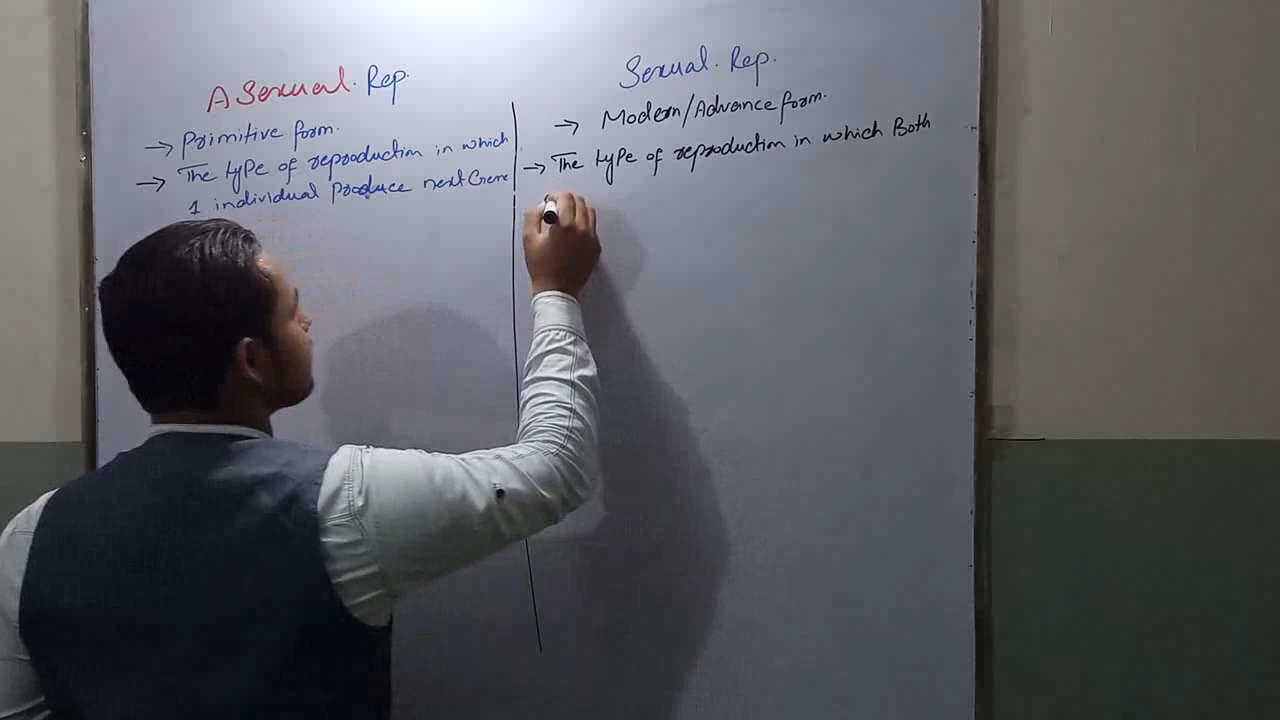 A Sexual. Rep.
→ Primitive form.
→ The type of reproduction in which
1 individual produce next Gene
Sexual. Rep.
→ Modern/Advance form.
→ The type of reproduction in which Both